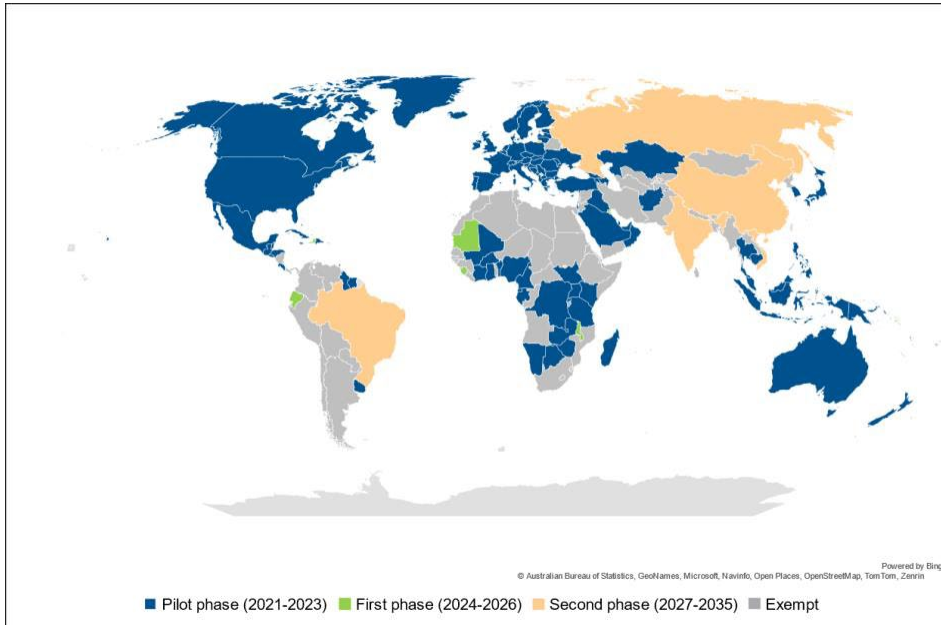 Powered by Bing
© Australian Bureau of Statistics, GeoNames, Microsoft, Navinfo, Open Places, OpenStreetMap, TomTom, Zenrin
Pilot phase (2021-2023) First phase (2024-2026) Second phase (2027-2035) Exempt